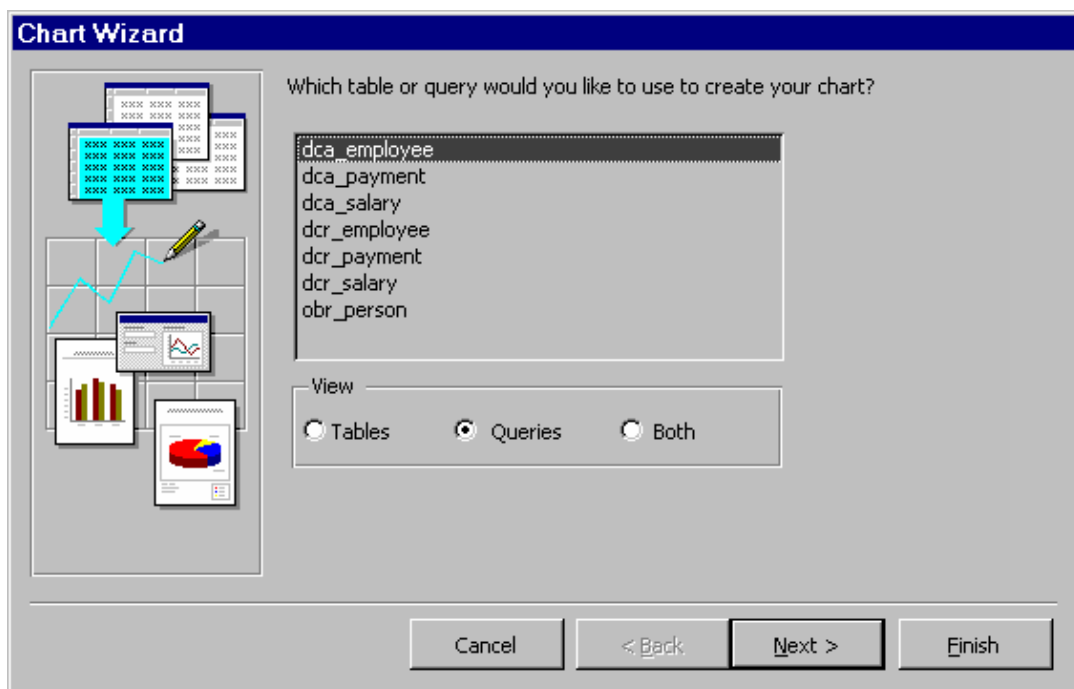 Chart Wizard
Which table or query would you like to use to create your chart?
dca_employee
dca_payment
dca_salary
dcr_employee
dcr_payment
dcr_salary
obr_person
View
Tables Queries Both
Cancel < Back Next > Finish